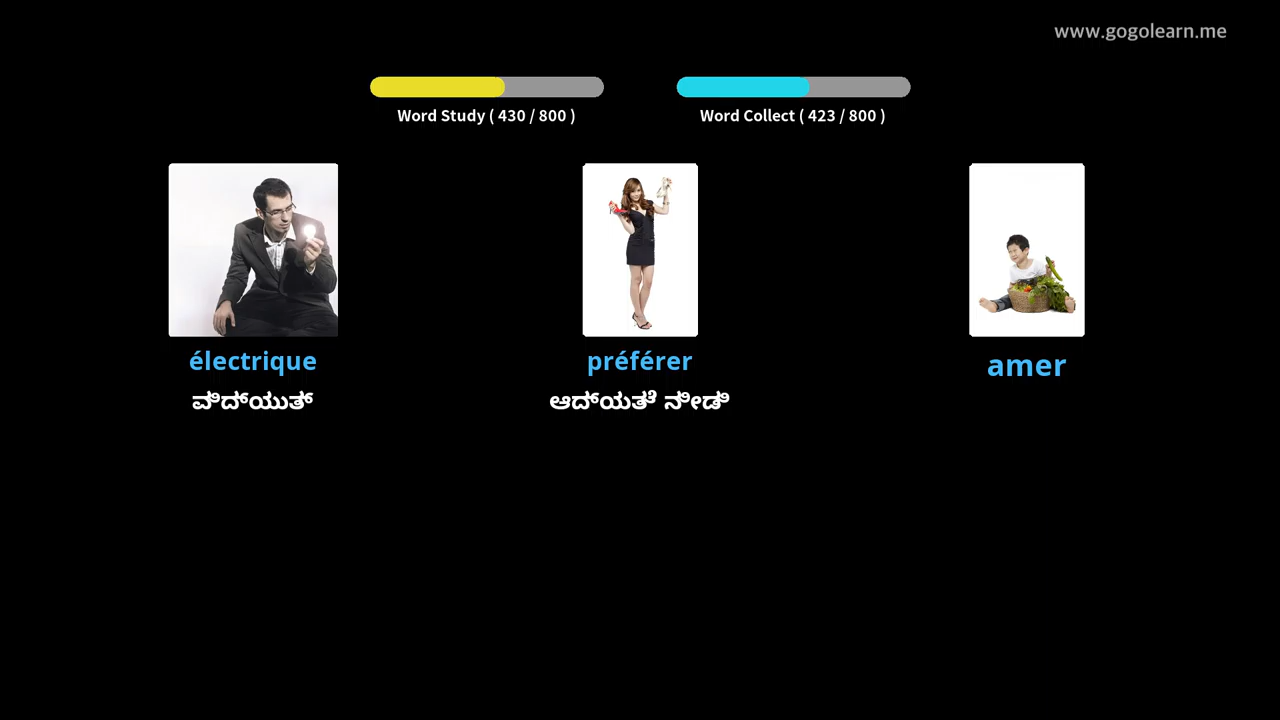 www.gogolearn.me
Word Study ( 430 / 800 )
Word Collect ( 423 / 800 )
électrique
préférer
amer
ವಿದ್ಯುತ್
ಆದ್ಯತೆ ನೀಡಿ